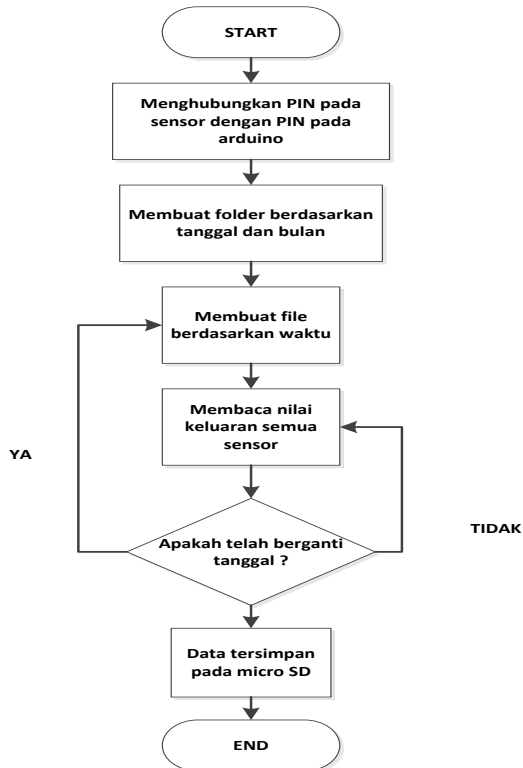 START
Menghubungkan PIN pada
sensor dengan PIN pada
arduino
Membuat folder berdasarkan
tanggal dan bulan
Membuat file
berdasarkan waktu
Membaca nilai
keluaran semua
sensor
YA
TIDAK
Apakah telah berganti
tanggal ?
Data tersimpan
pada micro SD
END